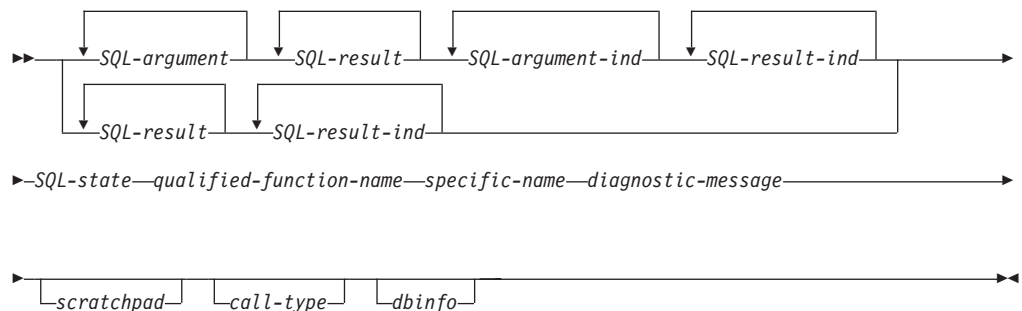 SQL-argument SQL-result SQL-argument-ind SQL-result-ind
SQL-result SQL-result-ind
SQL-state qualified-function-name specific-name diagnostic-message
scratchpad call-type dbinfo